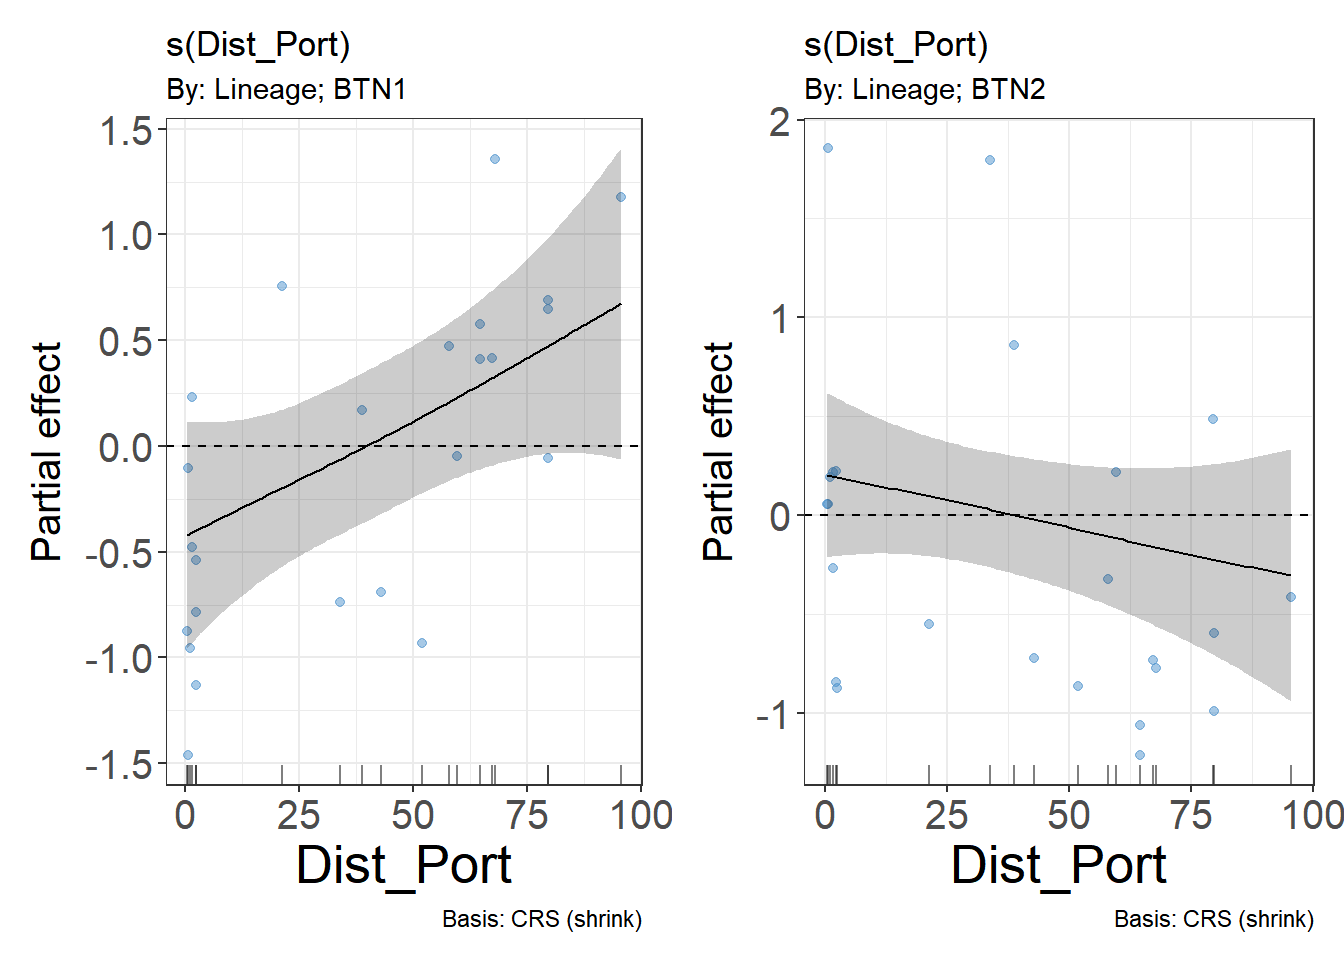 s(Dist_Port)
By: Lineage; BTN1
1.5
1.0
0.5
0.0
-0.5
-1.0
-1.5
Partial effect
0 25 50 75 100
Dist_Port
Basis: CRS (shrink)
s(Dist_Port)
By: Lineage; BTN2
2
1
0
-1
Partial effect
0 25 50 75 100
Dist_Port
Basis: CRS (shrink)